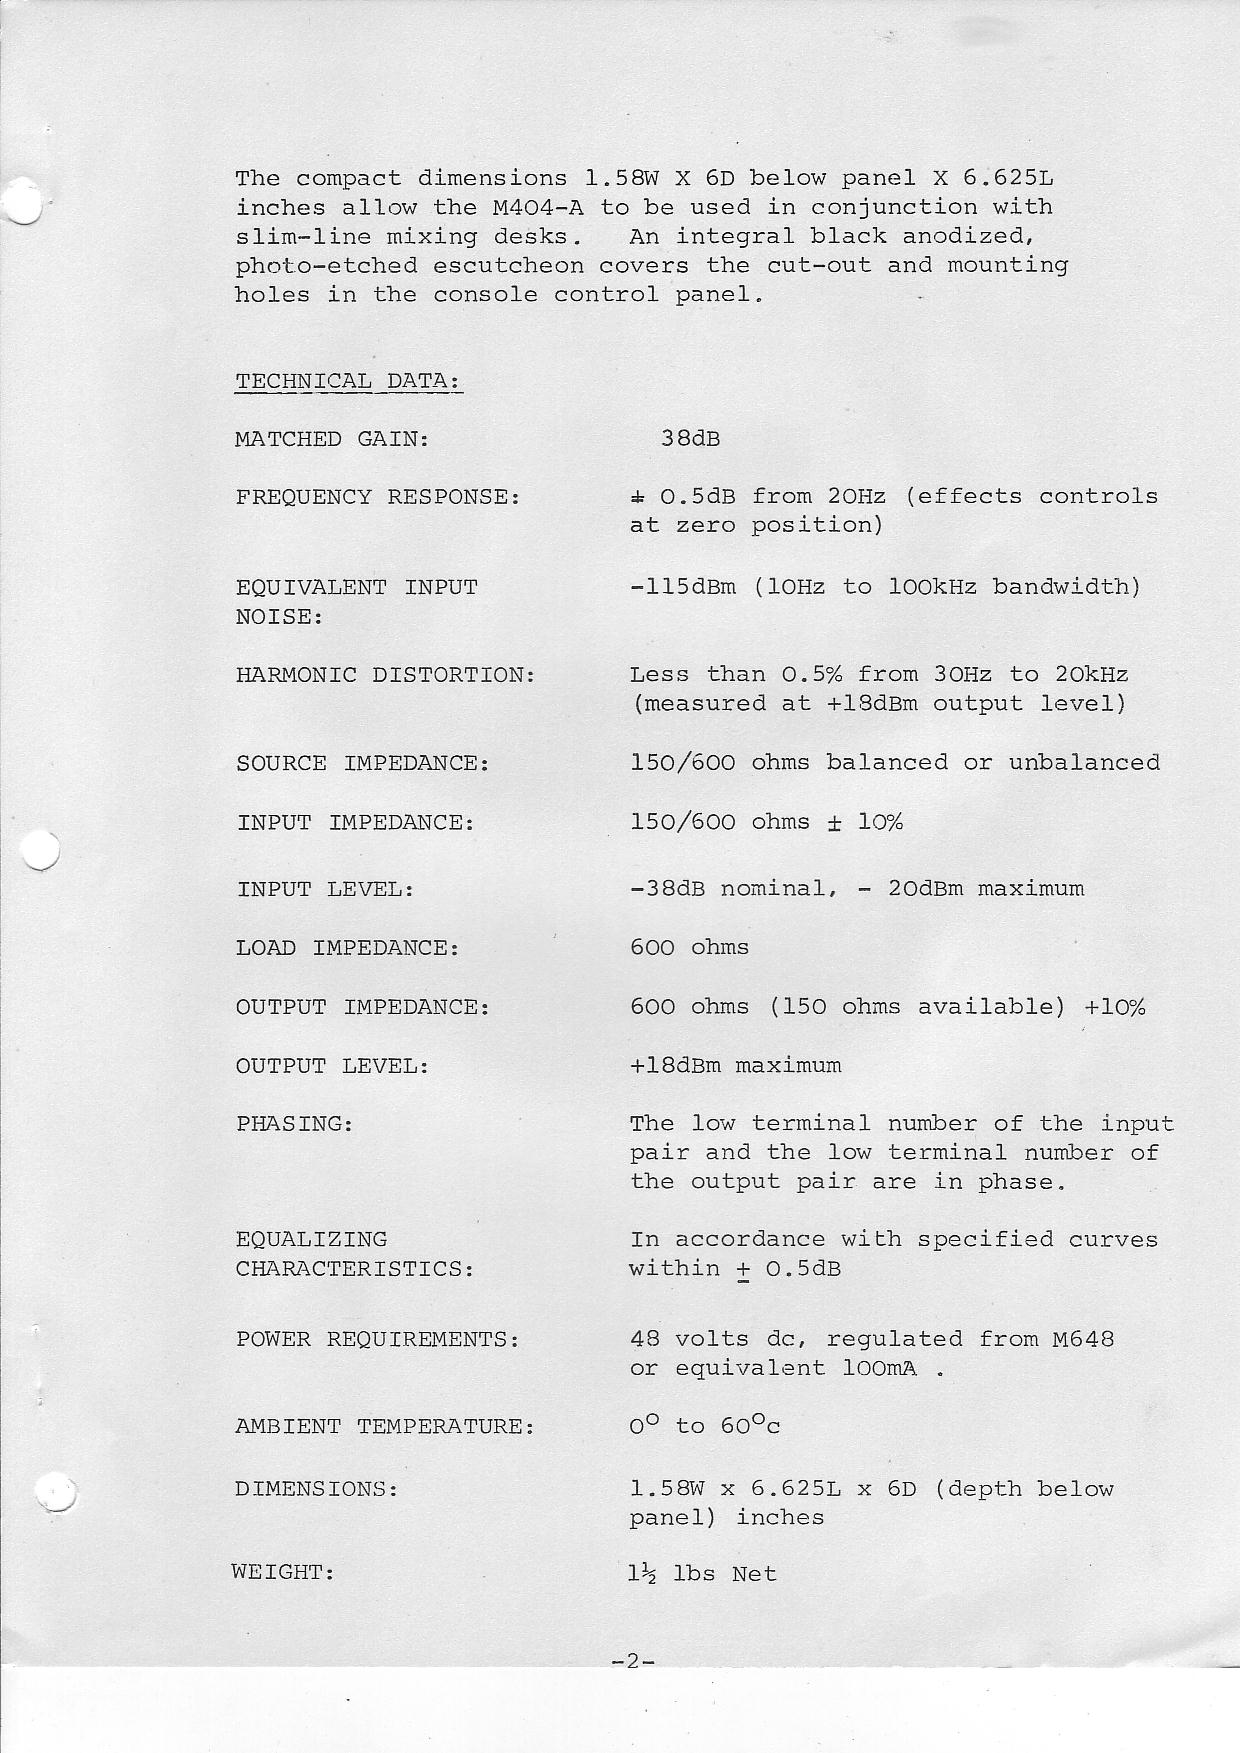 The compact dimensions 1.58W X 6D below panel X 6.625L
inches allow the M404-A to be used in conjunction with
slim-line mixing desks. An integral black anodized,
photo-etched escutcheon covers the cut-out and mounting
holes in the console control panel.
TECHNICAL DATA:
MATCHED GAIN: 38dB
FREQUENCY RESPONSE: ± 0.5dB from 20Hz (effects controls
at zero position)
EQUIVALENT INPUT -115dBm (10Hz to 100kHz bandwidth)
NOISE:
HARMONIC DISTORTION: Less than 0.5% from 30Hz to 20kHz
(measured at +18dBm output level)
SOURCE IMPEDANCE: 150/600 ohms balanced or unbalanced
INPUT IMPEDANCE: 150/600 ohms ± 10%
INPUT LEVEL: -38dB nominal, - 20dBm maximum
LOAD IMPEDANCE: 600 ohms
OUTPUT IMPEDANCE: 600 ohms (150 ohms available) +10%
OUTPUT LEVEL: +18dBm maximum
PHASING: The low terminal number of the input
pair and the low terminal number of
the output pair are in phase.
EQUALIZING In accordance with specified curves
CHARACTERISTICS: within ± 0.5dB
POWER REQUIREMENTS: 48 volts dc, regulated from M648
or equivalent 100mA .
AMBIENT TEMPERATURE: 0° to 60°c
DIMENSIONS: 1.58W x 6.625L x 6D (depth below
panel) inches
WEIGHT: 1½ lbs Net
-2-